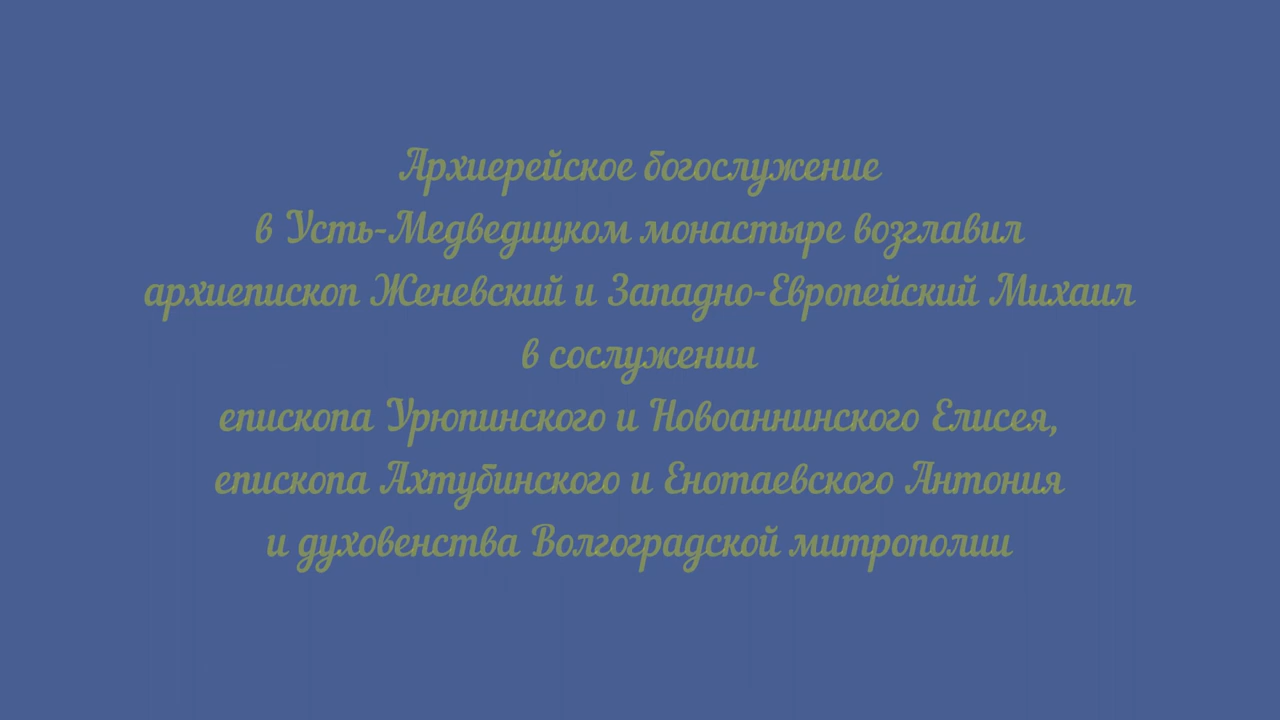 Архиерейское богослужение
в Усть-Медведицком монастыре возглавил
архиепископ Женевский и Западно-Европейский Михаил
в сослужении
епископа Урюпинского и Новоаннинского Елисея,
епископа Ахтубинского и Енотаевского Антония
и духовенства Волгоградской митрополии